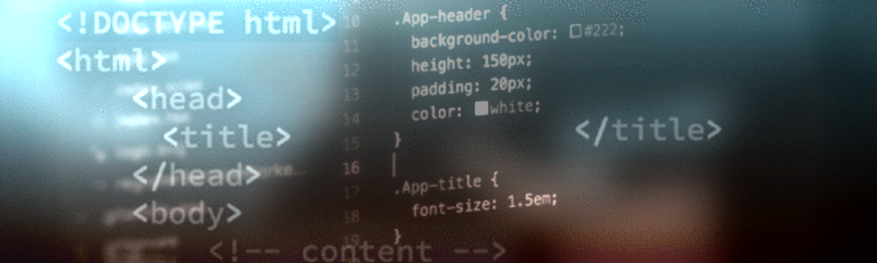 <!DOCTYPE html>
<html>
<head>
<title>
</title>
</head>
<body>
<!-- content -->
10 .App-header {
11 background-color: #222;
12 height: 150px;
13 padding: 20px;
14 color: white;
15 }
16
17 .App-title {
18 font-size: 1.5em;
19 }